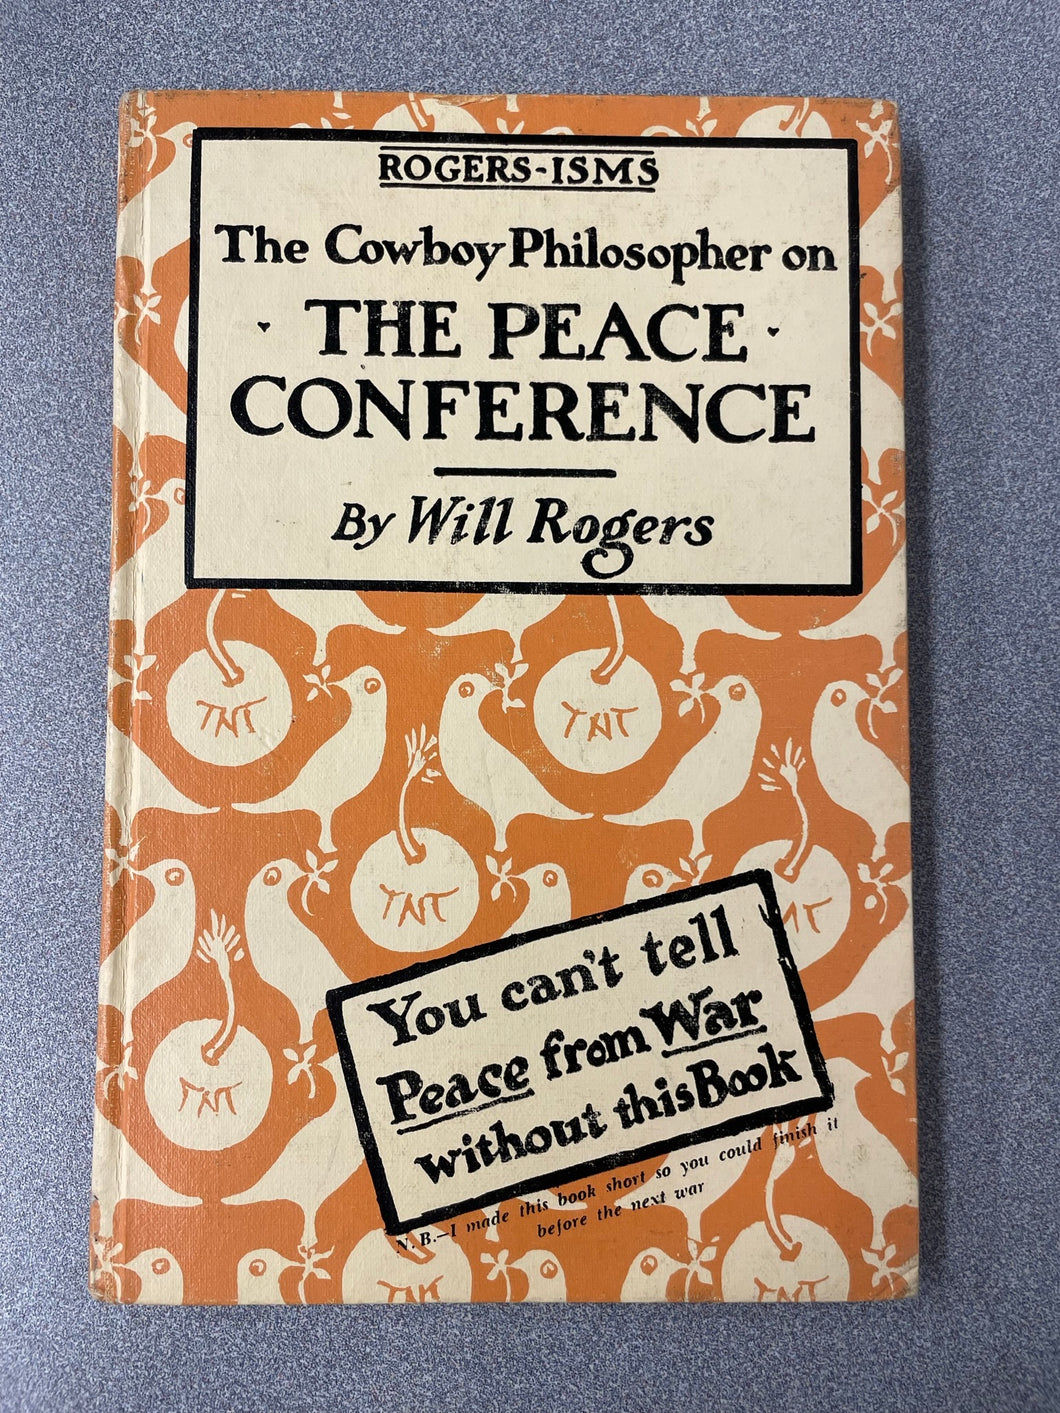 ROGERS-ISMS
The Cowboy Philosopher on
· THE PEACE ·
CONFERENCE
By Will Rogers
TNT
TNT
TNT
TNT
You can't tell
Peace from War
without this Book
TNT
N. B.—I made this book short so you could finish it
before the next war
TNT
TNT